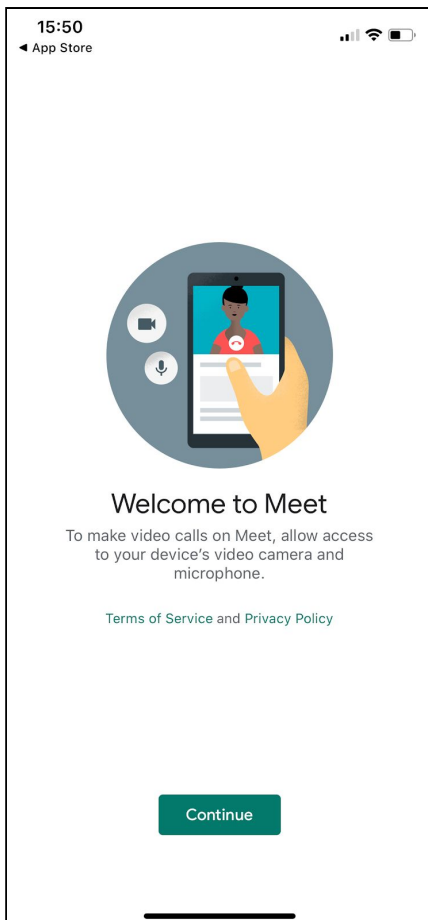 15:50
◀ App Store
Welcome to Meet
To make video calls on Meet, allow access
to your device’s video camera and
microphone.
Terms of Service and Privacy Policy
Continue